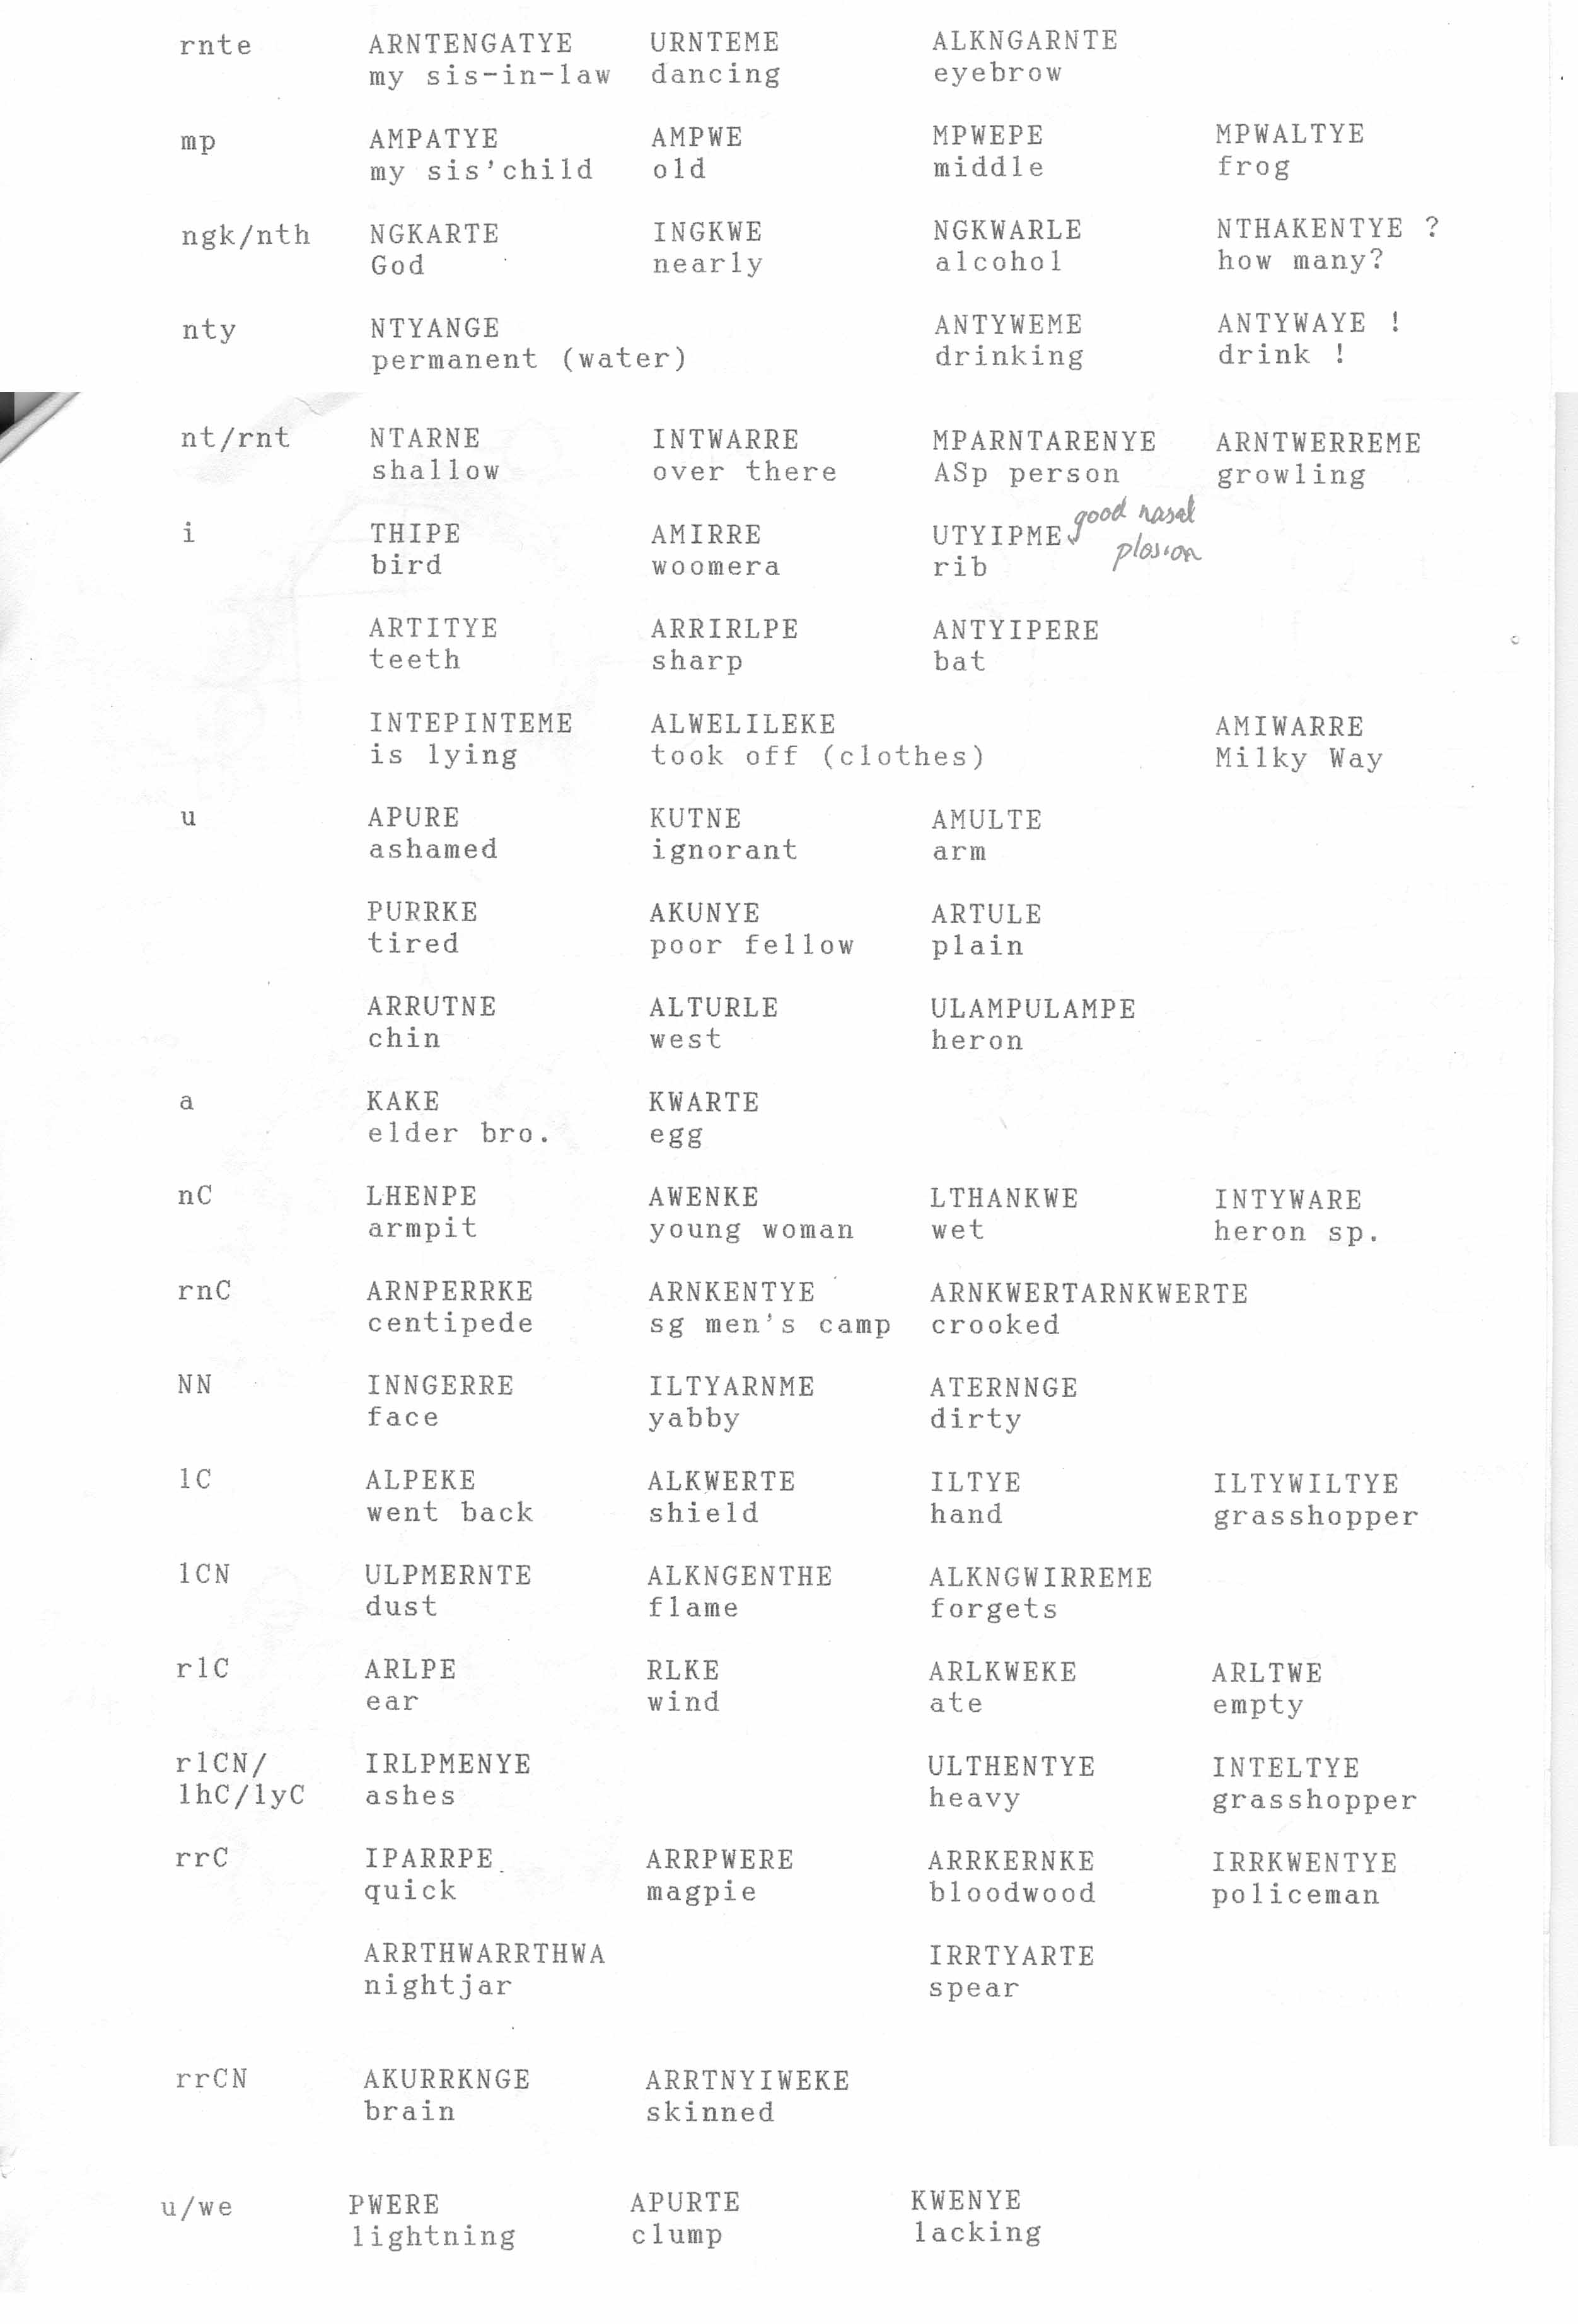 rnte ARNTENGATYE URNTEME ALKNGARNTE
my sis-in-law dancing eyebrow
mp AMPATYE AMPWE MPWEPE MPWALTYE
my sis'child old middle frog
ngk/nth NGKARTE INGKWE NGKWARLE NTHAKENTYE ?
God nearly alcohol how many?
nty NTYANGE ANTYWEME ANTYWAYE !
permanent (water) drinking drink !
nt/rnt NTARNE INTWARRE MPARNTARENYE ARNTWERREME
shallow over there ASp person growling
i THIPE AMIRRE UTYIPME good nasal plosion
bird woomera rib
ARTITYE ARRIRLPE ANTYIPERE
teeth sharp bat
INTEPINTEME ALWELILEKE AMIWARRE
is lying took off (clothes) Milky Way
u APURE KUTNE AMULTE
ashamed ignorant arm
PURRKE AKUNYE ARTULE
tired poor fellow plain
ARRUTNE ALTURLE ULAMPULAMPE
chin west heron
a KAKE KWARTE
elder bro. egg
nC LHENPE AWENKE LTHANKWE INTYWARE
armpit young woman wet heron sp.
rnC ARNPERRKE ARNKENTYE ARNKWERTARNKWERTE
centipede sg men's camp crooked
NN INNGERRE ILTYARNME ATERNNGE
face yabby dirty
lC ALPEKE ALKWERTE ILTYE ILTYWILTYE
went back shield hand grasshopper
lCN ULPMERNTE ALKNGENTHE ALKNGWIRREME
dust flame forgets
rlC ARLPE RLKE ARLKWEKE ARLTWE
ear wind ate empty
rlCN/ IRLPMENYE ULTHENTYE INTELTYE
lhC/lyC ashes heavy grasshopper
rrC IPARRPE ARRPWERE ARRKERNKE IRRKWENTYE
quick magpie bloodwood policeman
ARRTHWARRTHWA IRRTYARTE
nightjar spear
rrCN AKURRKNGE ARRTNYIWEKE
brain skinned
u/we PWERE APURTE KWENYE
lightning clump lacking